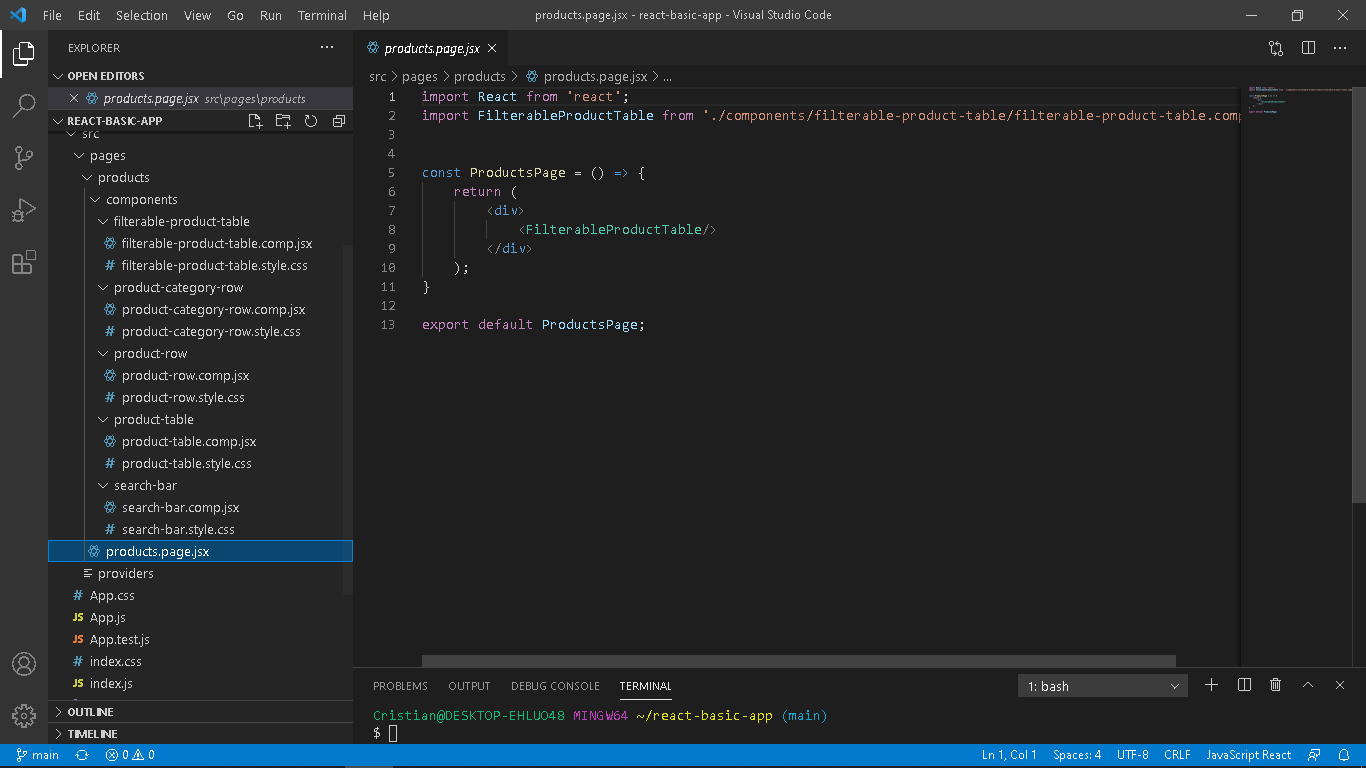 File Edit Selection View Go Run Terminal Help products.page.jsx - react-basic-app - Visual Studio Code
EXPLORER
OPEN EDITORS
products.page.jsx src\pages\products
REACT-BASIC-APP
src
pages
products
components
filterable-product-table
filterable-product-table.comp.jsx
# filterable-product-table.style.css
product-category-row
product-category-row.comp.jsx
# product-category-row.style.css
product-row
product-row.comp.jsx
# product-row.style.css
product-table
product-table.comp.jsx
# product-table.style.css
search-bar
search-bar.comp.jsx
# search-bar.style.css
products.page.jsx
providers
# App.css
JS App.js
JS App.test.js
# index.css
JS index.js
OUTLINE
TIMELINE
products.page.jsx
src > pages > products > products.page.jsx > ...
1 import React from 'react';
2 import FilterableProductTable from './components/filterable-product-table/filterable-product-table.comp
3
4
5 const ProductsPage = () => {
6 return (
7 <div>
8 <FilterableProductTable/>
9 </div>
10 );
11 }
12
13 export default ProductsPage;
PROBLEMS OUTPUT DEBUG CONSOLE TERMINAL 1: bash
Cristian@DESKTOP-EHLUO48 MINGW64 ~/react-basic-app (main)
$
main 0 0 Ln 1, Col 1 Spaces: 4 UTF-8 CRLF JavaScript React